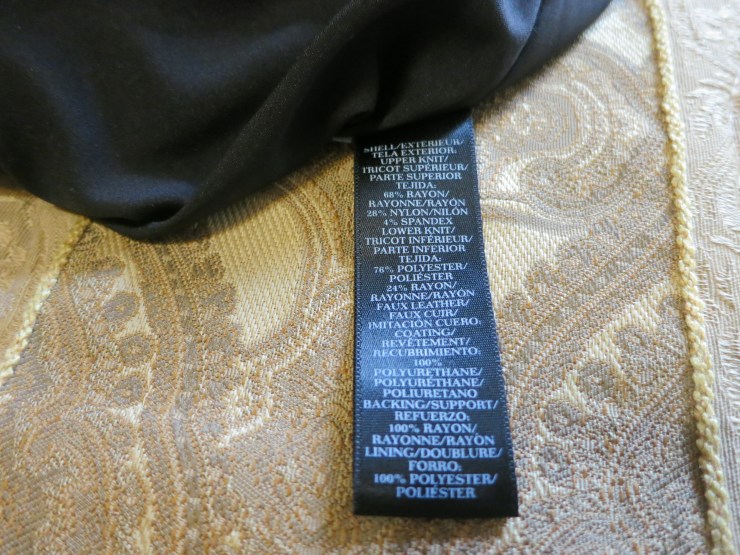 SHELL/EXTÉRIEUR/
TELA EXTERIOR:
UPPER KNIT/
TRICOT SUPÉRIEUR/
PARTE SUPERIOR
TEJIDA:
68% RAYON/
RAYONNE/RAYÓN
28% NYLON/NILÓN
4% SPANDEX
LOWER KNIT/
TRICOT INFÉRIEUR/
PARTE INFERIOR
TEJIDA:
76% POLYESTER/
POLIÉSTER
24% RAYON/
RAYONNE/RAYÓN
FAUX LEATHER/
FAUX CUIR/
IMITACIÓN CUERO:
COATING/
REVÊTEMENT/
RECUBRIMIENTO:
100%
POLYURETHANE/
POLYURÉTHANE/
POLIURETANO
BACKING/SUPPORT/
REFUERZO:
100% RAYON/
RAYONNE/RAYÓN
LINING/DOUBLURE/
FORRO:
100% POLYESTER/
POLIÉSTER